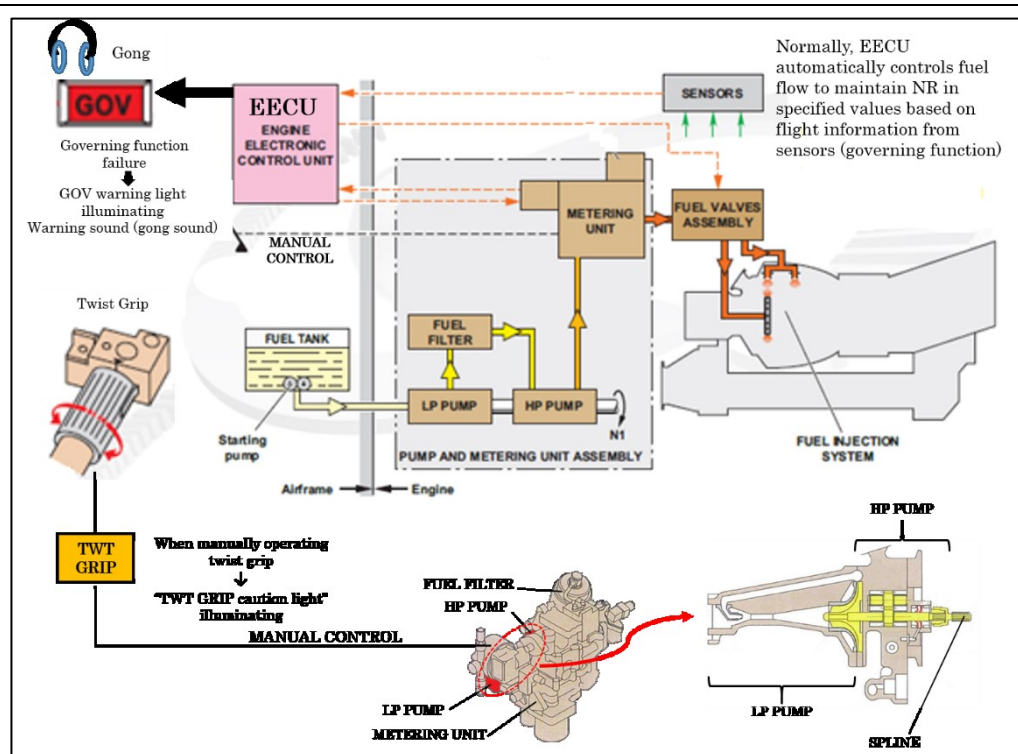 Gong
GOV
Governing function
failure
GOV warning light
illuminating
Warning sound (gong sound)
EECU
ENGINE
ELECTRONIC
CONTROL UNIT
SENSORS
Normally, EECU
automatically controls fuel
flow to maintain NR in
specified values based on
flight information from
sensors (governing function)
METERING
UNIT
FUEL VALVES
ASSEMBLY
MANUAL
CONTROL
Twist Grip
FUEL TANK
FUEL
FILTER
LP PUMP
HP PUMP
N1
Starting
pump
PUMP AND METERING UNIT ASSEMBLY
FUEL INJECTION
SYSTEM
Airframe
Engine
TWT
GRIP
When manually operating
twist grip
"TWT GRIP caution light"
illuminating
MANUAL CONTROL
FUEL FILTER
HP PUMP
LP PUMP
METERING UNIT
HP PUMP
LP PUMP
SPLINE